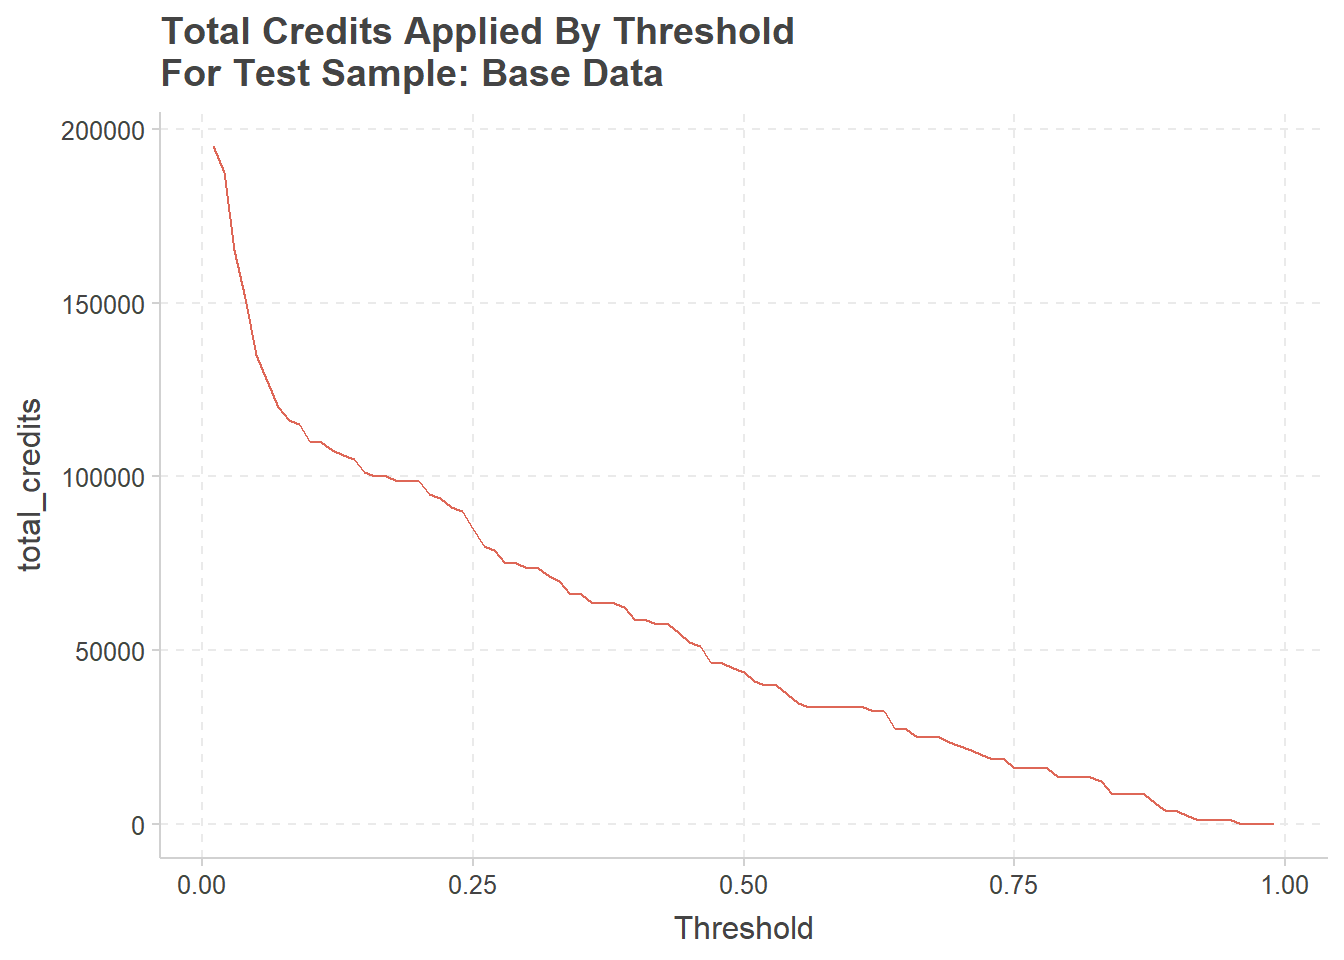 Total Credits Applied By Threshold
For Test Sample: Base Data
200000
150000
100000
50000
0
total_credits
0.00 0.25 0.50 0.75 1.00
Threshold